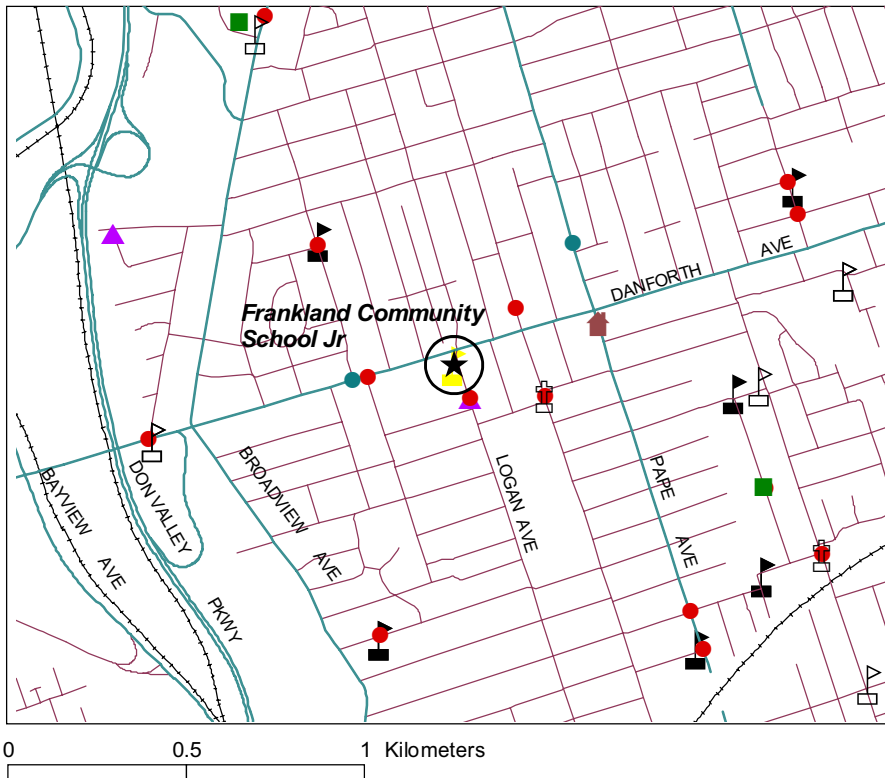 DANFORTH
AVE
Frankland Community
School Jr
BAYVIEW
AVE
DON VALLEY
PKWY
BROADVIEW
AVE
LOGAN AVE
PAPE
AVE
0 0.5 1 Kilometers